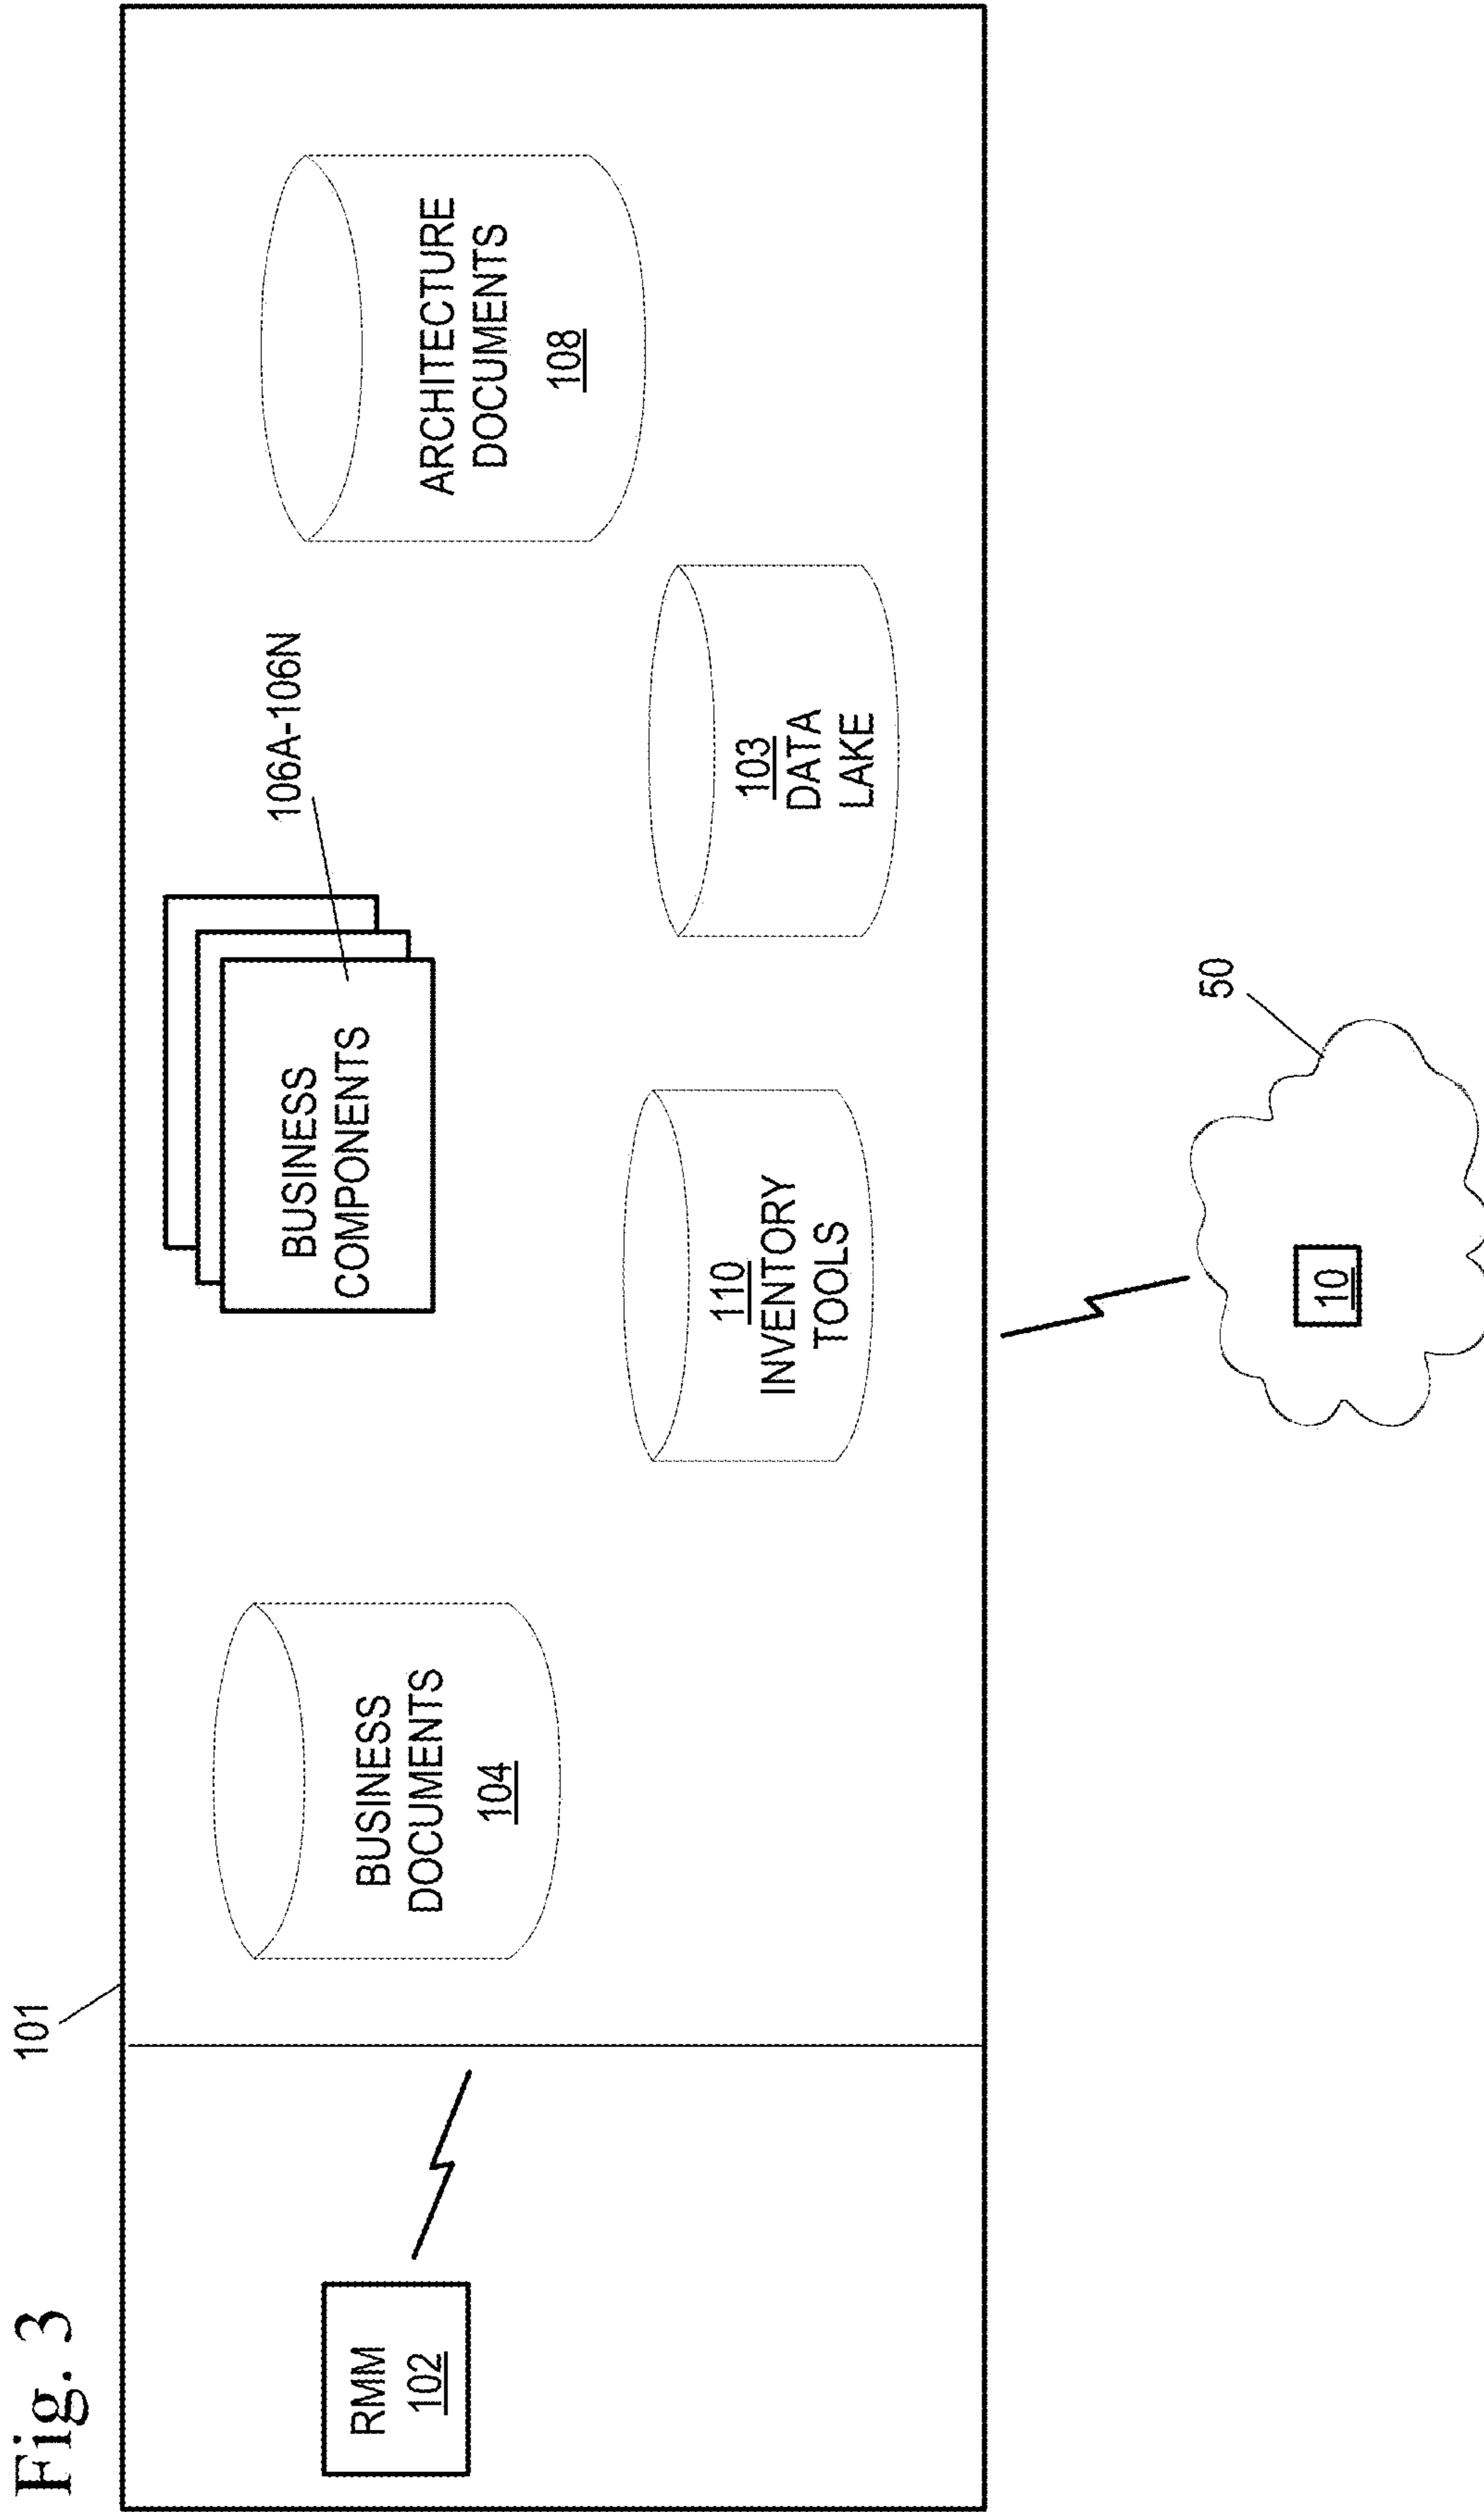 Fig. 3
101
RMM
102
BUSINESS
DOCUMENTS
104
BUSINESS
COMPONENTS
106A-106N
ARCHITECTURE
DOCUMENTS
108
110
INVENTORY
TOOLS
103
DATA
LAKE
50
10